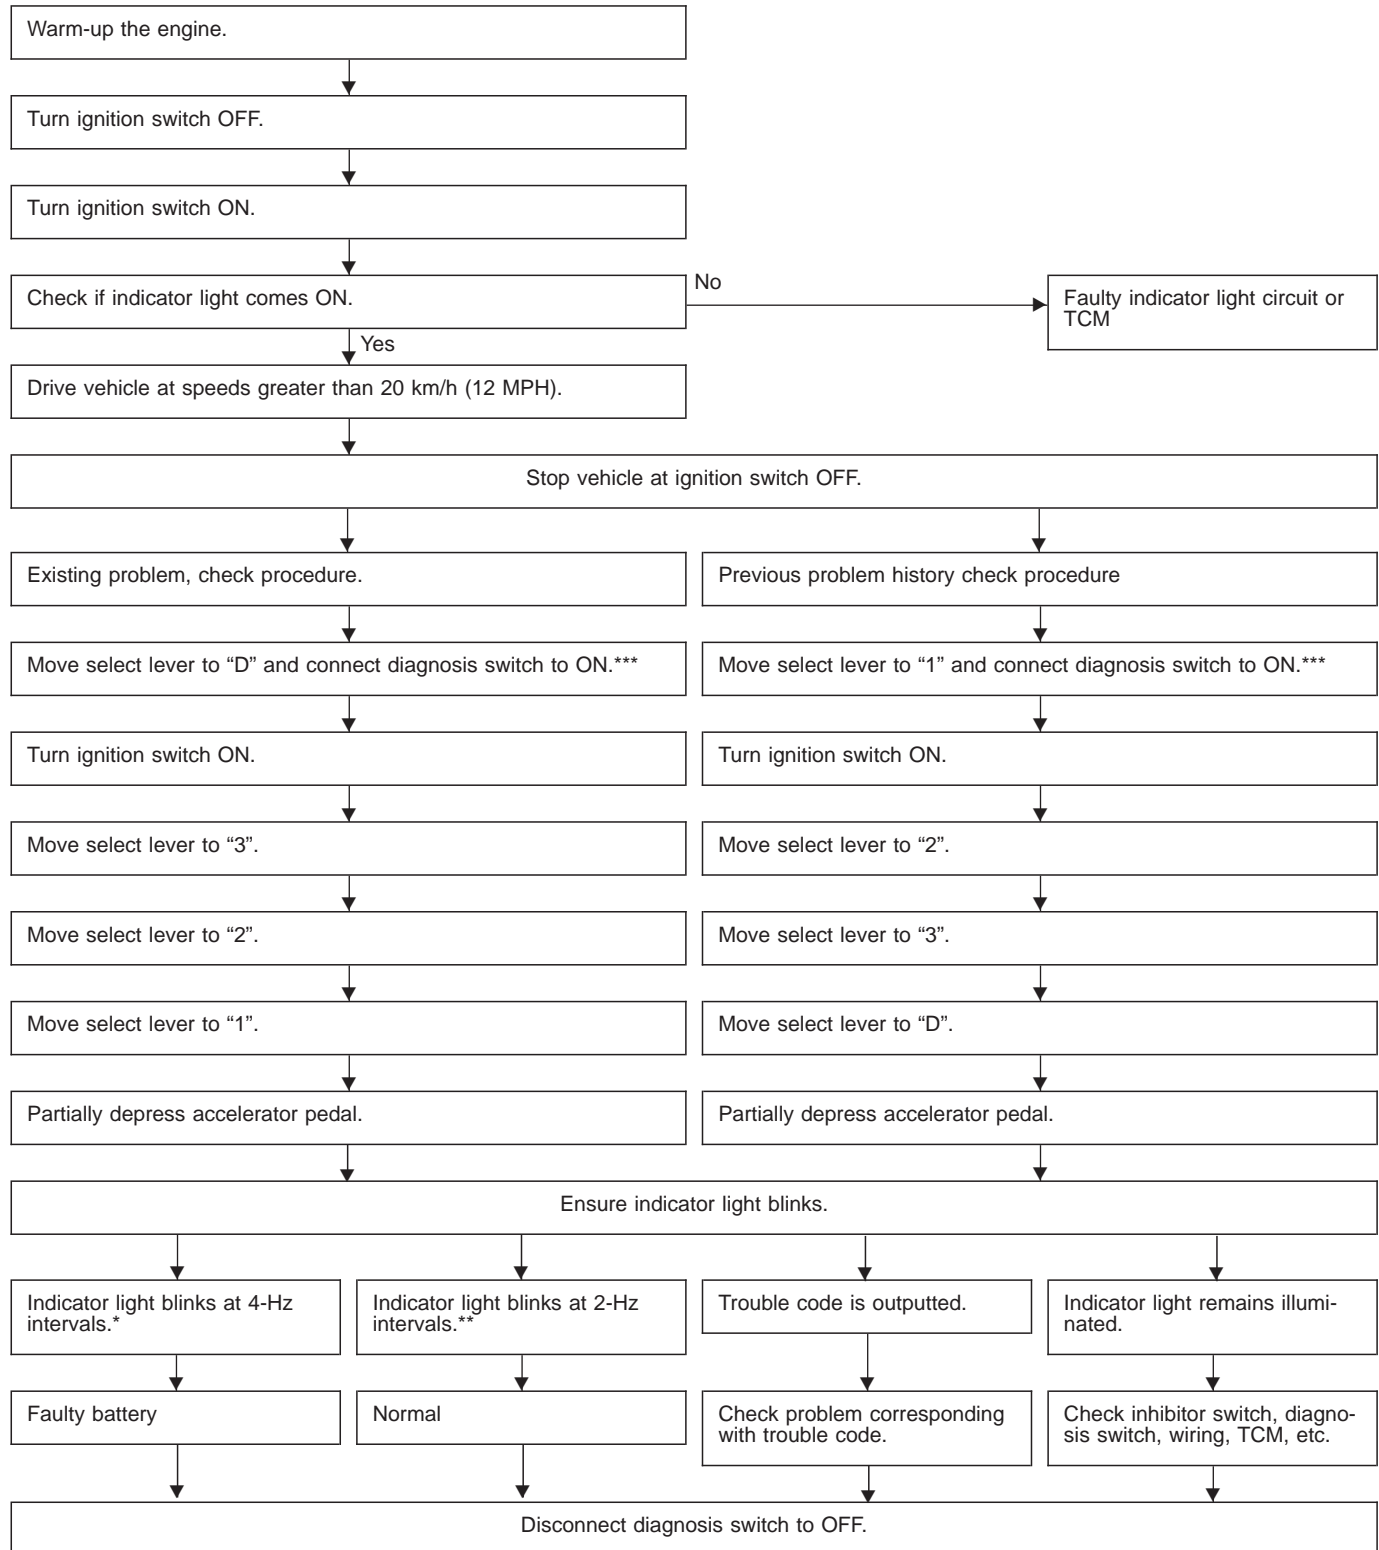 Warm-up the engine.
Turn ignition switch OFF.
Turn ignition switch ON.
Check if indicator light comes ON.
No
Faulty indicator light circuit or
TCM
Yes
Drive vehicle at speeds greater than 20 km/h (12 MPH).
Stop vehicle at ignition switch OFF.
Existing problem, check procedure.
Previous problem history check procedure
Move select lever to “D” and connect diagnosis switch to ON.***
Move select lever to “1” and connect diagnosis switch to ON.***
Turn ignition switch ON.
Turn ignition switch ON.
Move select lever to “3”.
Move select lever to “2”.
Move select lever to “2”.
Move select lever to “3”.
Move select lever to “1”.
Move select lever to “D”.
Partially depress accelerator pedal.
Partially depress accelerator pedal.
Ensure indicator light blinks.
Indicator light blinks at 4-Hz
intervals.*
Indicator light blinks at 2-Hz
intervals.**
Trouble code is outputted.
Indicator light remains illumi-
nated.
Faulty battery
Normal
Check problem corresponding
with trouble code.
Check inhibitor switch, diagno-
sis switch, wiring, TCM, etc.
Disconnect diagnosis switch to OFF.